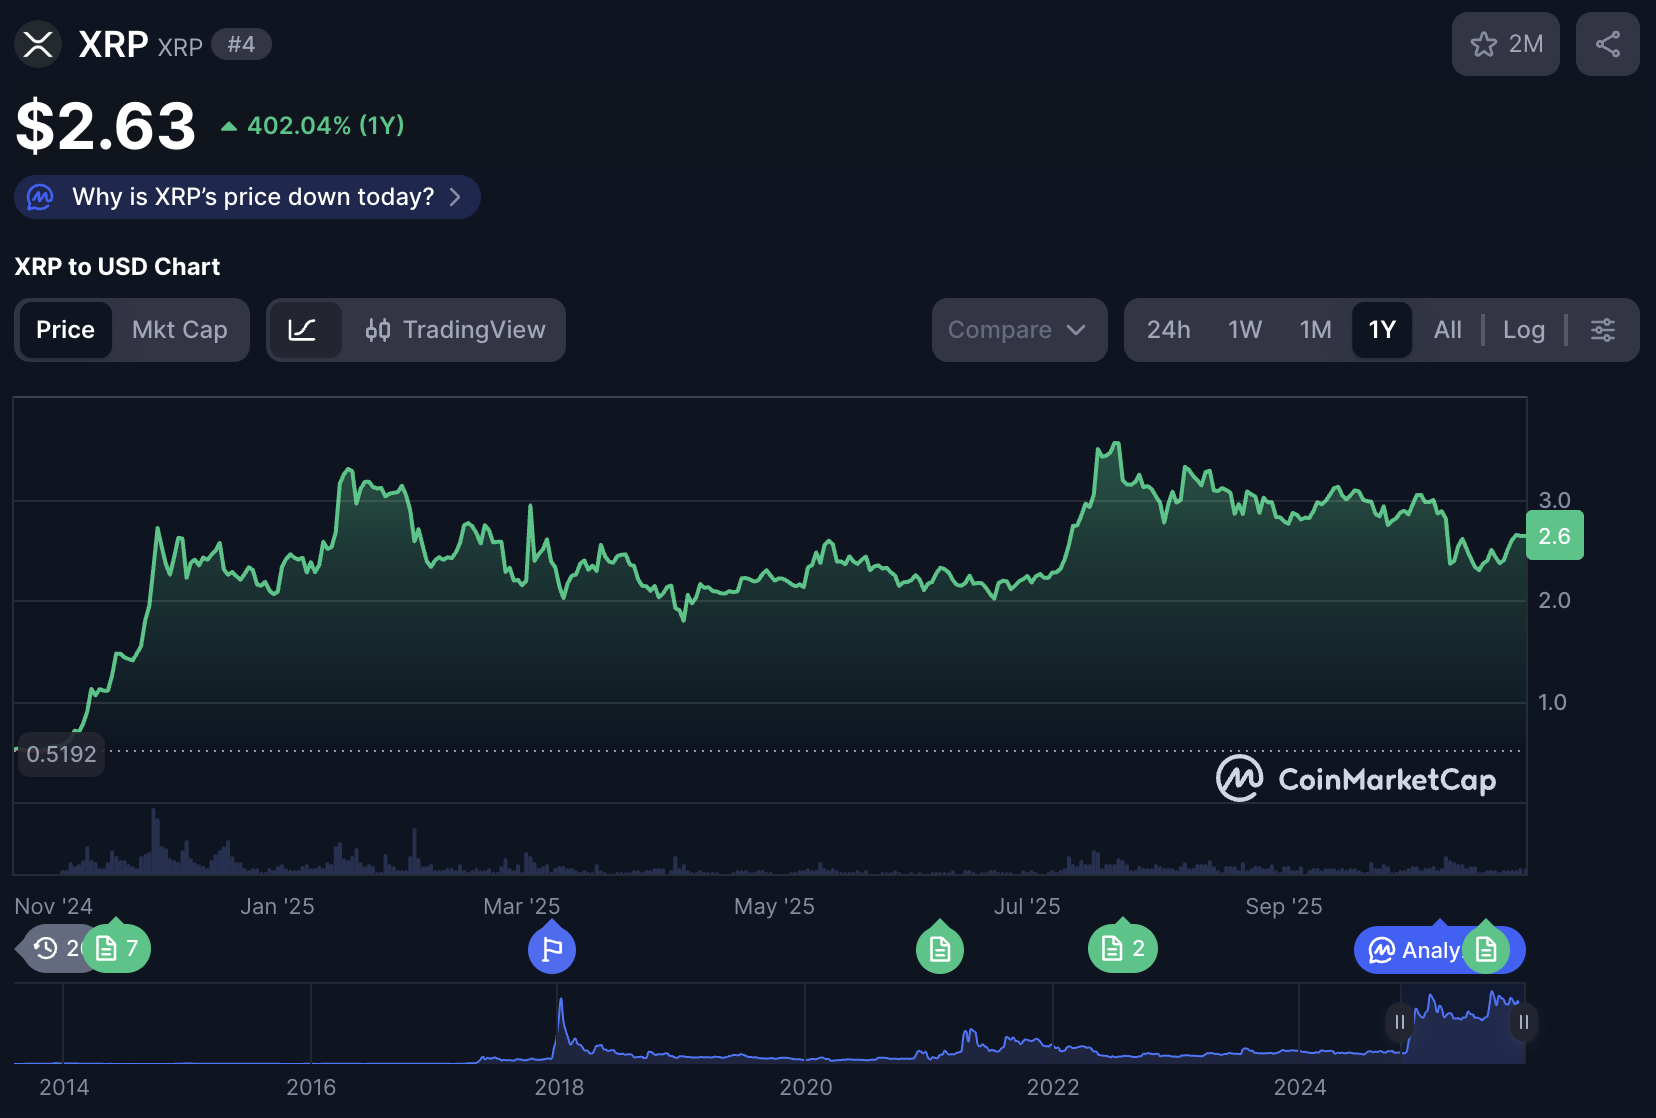 XRP XRP #4
2M
$2.63 402.04% (1Y)
Why is XRP’s price down today?
XRP to USD Chart
Price Mkt Cap TradingView Compare 24h 1W 1M 1Y All Log
3.0
2.6
2.0
1.0
0.5192
CoinMarketCap
Nov '24 Jan '25 Mar '25 May '25 Jul '25 Sep '25
7 2 Analy
2014 2016 2018 2020 2022 2024